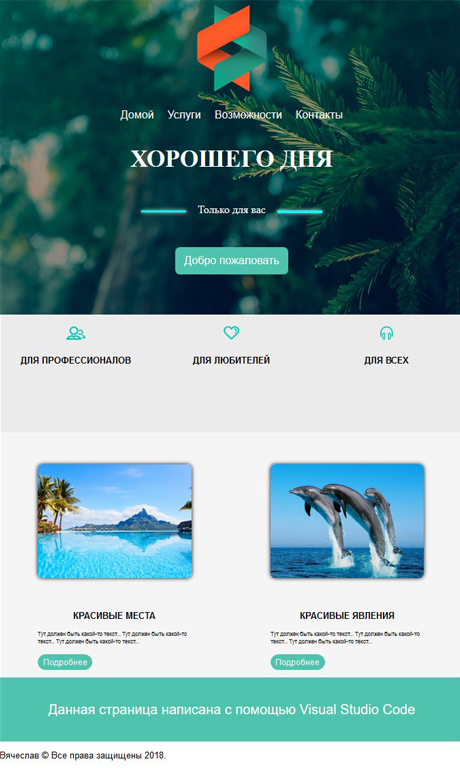 Домой Услуги Возможности Контакты
ХОРОШЕГО ДНЯ
Только для вас
Добро пожаловать
ДЛЯ ПРОФЕССИОНАЛОВ ДЛЯ ЛЮБИТЕЛЕЙ ДЛЯ ВСЕХ
КРАСИВЫЕ МЕСТА
Тут должен быть какой-то текст... Тут должен быть какой-то
текст... Тут должен быть какой-то текст...
Подробнее
КРАСИВЫЕ ЯВЛЕНИЯ
Тут должен быть какой-то текст... Тут должен быть какой-то
текст... Тут должен быть какой-то текст...
Подробнее
Данная страница написана с помощью Visual Studio Code
Вячеслав © Все права защищены 2018.